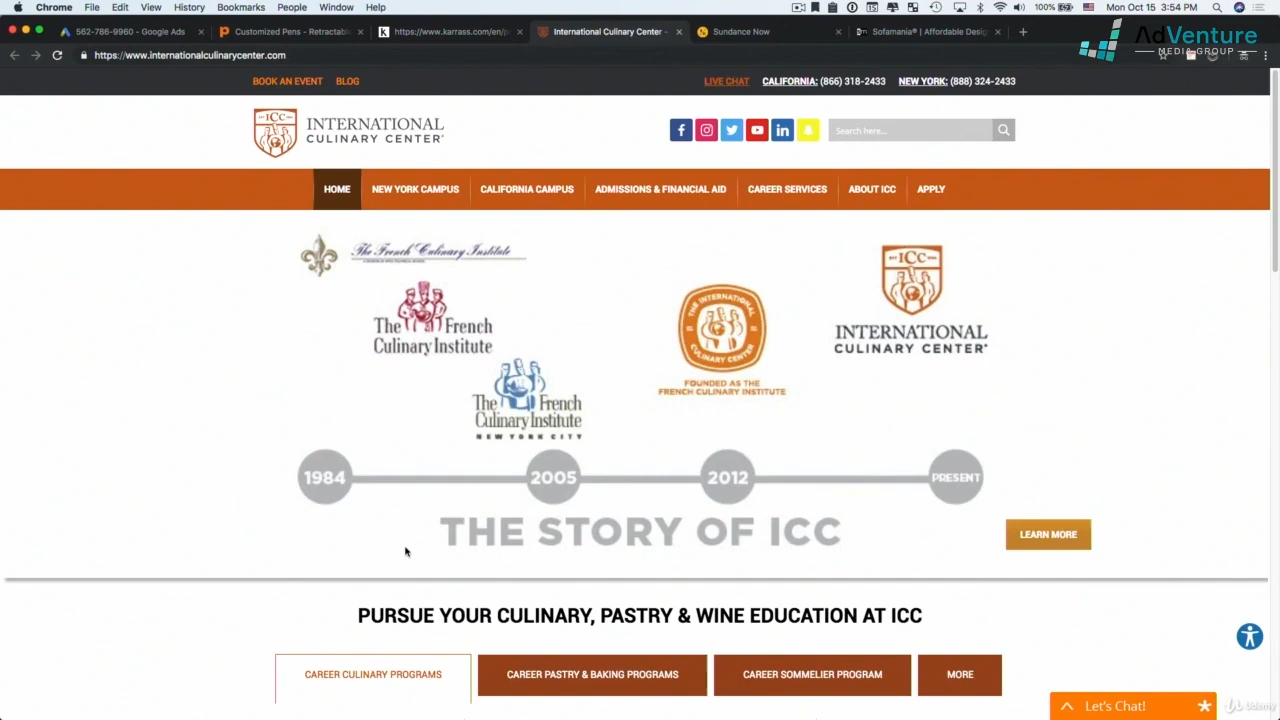 Chrome File Edit View History Bookmarks People Window Help 100% Mon Oct 15 3:54 PM
562-786-9960 - Google Ads
Customized Pens - Retractable
https://www.karrass.com/en/
International Culinary Center -
Sundance Now
Sofamania® | Affordable Desig
AdVenture
MEDIA GROUP
https://www.internationalculinarycenter.com
BOOK AN EVENT BLOG LIVE CHAT CALIFORNIA: (866) 318-2433 NEW YORK: (888) 324-2433
ICC
INTERNATIONAL
CULINARY CENTER®
Search here...
HOME NEW YORK CAMPUS CALIFORNIA CAMPUS ADMISSIONS & FINANCIAL AID CAREER SERVICES ABOUT ICC APPLY
The French Culinary Institute
The French
Culinary Institute
The French
Culinary Institute
NEW YORK CITY
THE INTERNATIONAL
CULINARY CENTER
FOUNDED AS THE
FRENCH CULINARY INSTITUTE
ICC
INTERNATIONAL
CULINARY CENTER®
1984 2005 2012 PRESENT
THE STORY OF ICC
LEARN MORE
PURSUE YOUR CULINARY, PASTRY & WINE EDUCATION AT ICC
CAREER CULINARY PROGRAMS CAREER PASTRY & BAKING PROGRAMS CAREER SOMMELIER PROGRAM MORE
Let's Chat!
Udemy